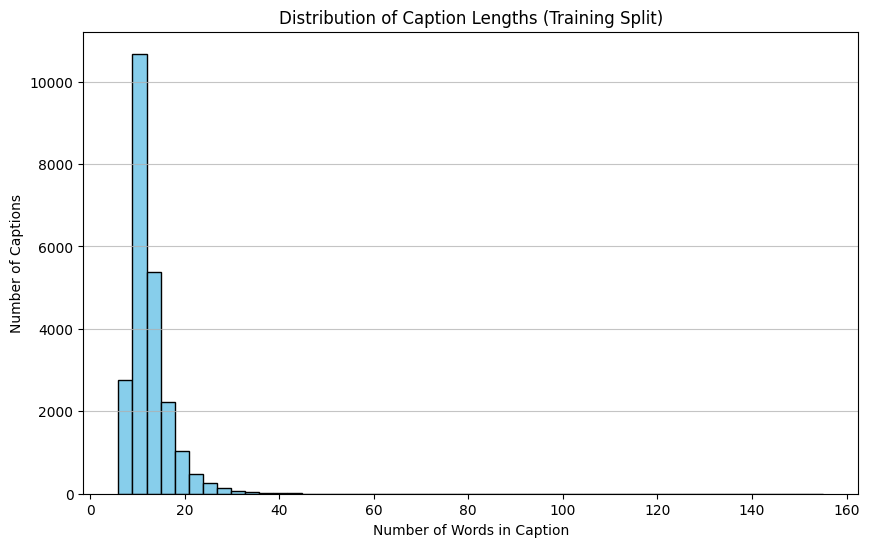 Distribution of Caption Lengths (Training Split)
10000
8000
6000
4000
2000
0
Number of Captions
0 20 40 60 80 100 120 140 160
Number of Words in Caption